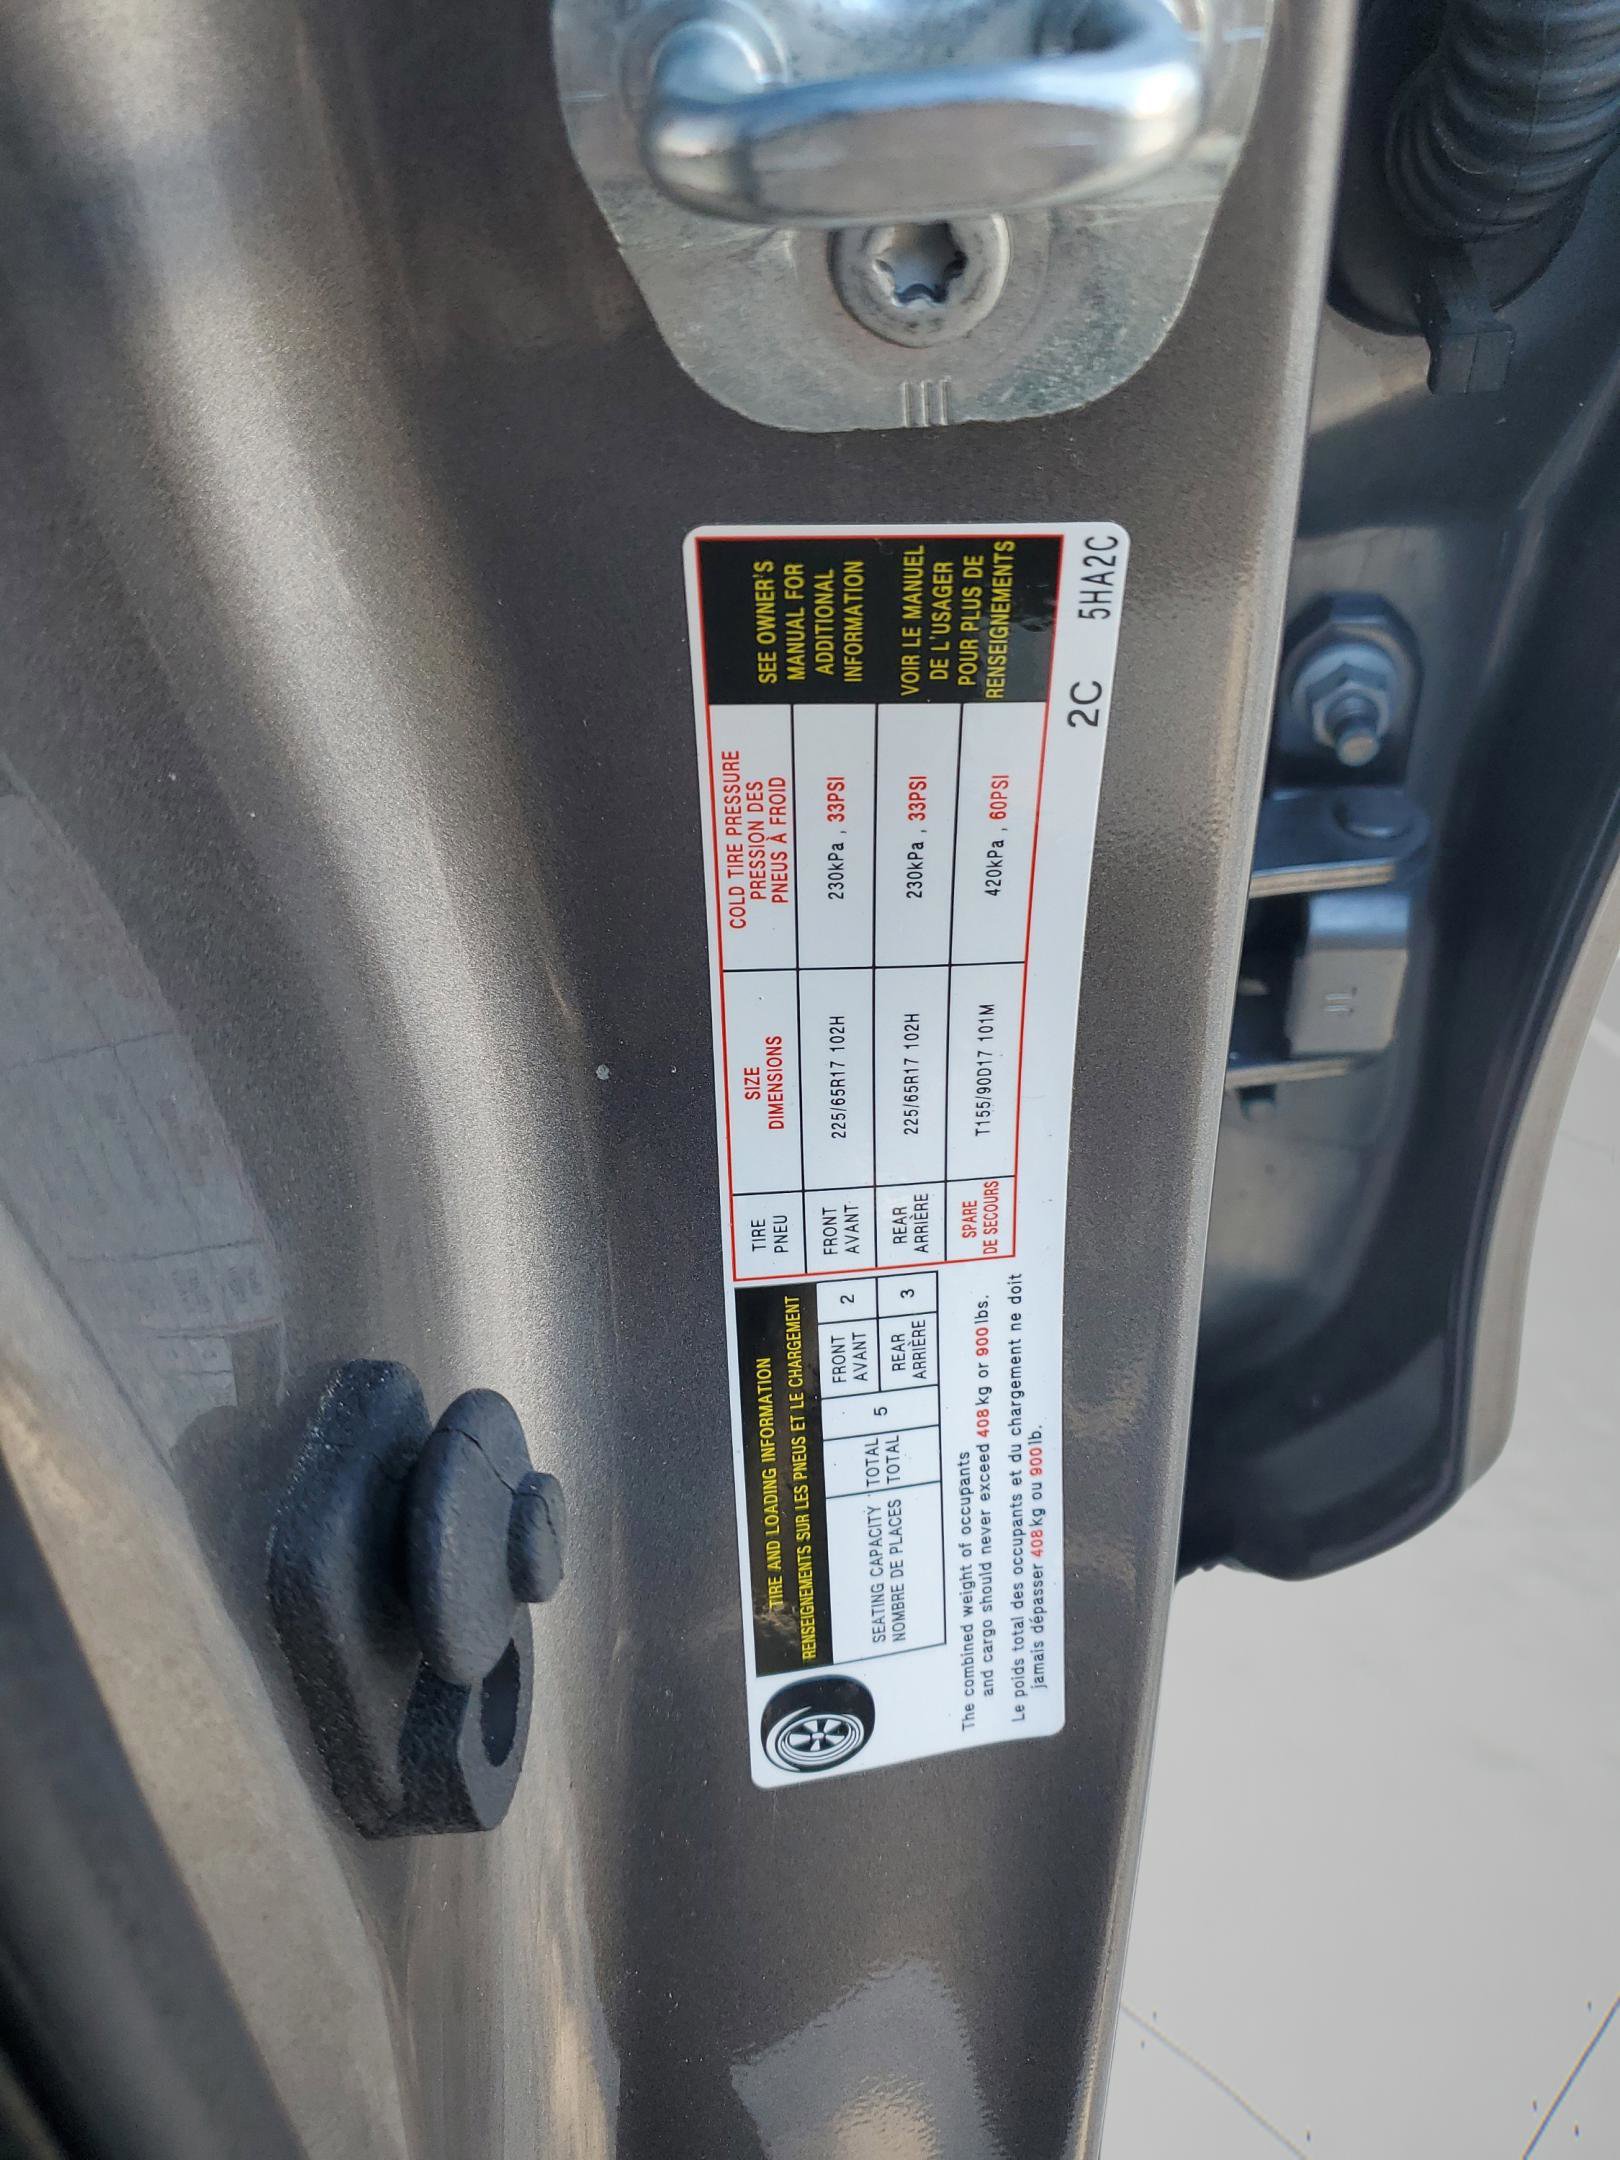 TIRE AND LOADING INFORMATION
RENSEIGNEMENTS SUR LES PNEUS ET LE CHARGEMENT
SEATING CAPACITY
NOMBRE DE PLACES
TOTAL
TOTAL
5
FRONT
AVANT
2
REAR
ARRIÈRE
3
The combined weight of occupants
and cargo should never exceed 408 kg or 900 lbs.
Le poids total des occupants et du chargement ne doit
jamais dépasser 408 kg ou 900 lb.
TIRE
PNEU
SIZE
DIMENSIONS
COLD TIRE PRESSURE
PRESSION DES
PNEUS À FROID
FRONT
AVANT
225/65R17 102H
230kPa , 33PSI
REAR
ARRIÈRE
225/65R17 102H
230kPa , 33PSI
SPARE
DE SECOURS
T155/90D17 101M
420kPa , 60PSI
SEE OWNER'S
MANUAL FOR
ADDITIONAL
INFORMATION
VOIR LE MANUEL
DE L'USAGER
POUR PLUS DE
RENSEIGNEMENTS
2C 5HA2C